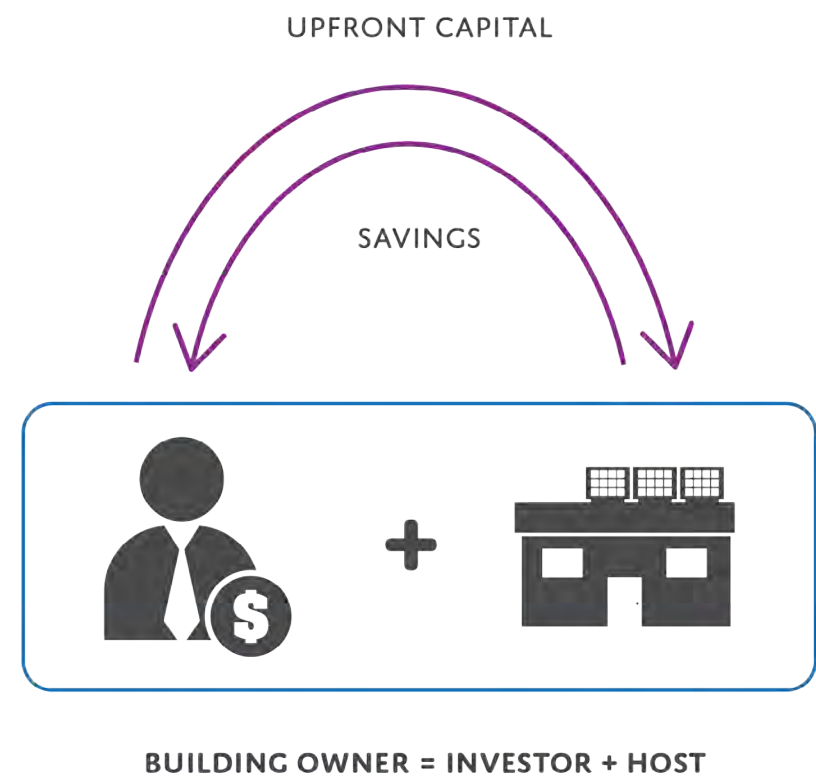 UPFRONT CAPITAL
SAVINGS
+
$
BUILDING OWNER = INVESTOR + HOST